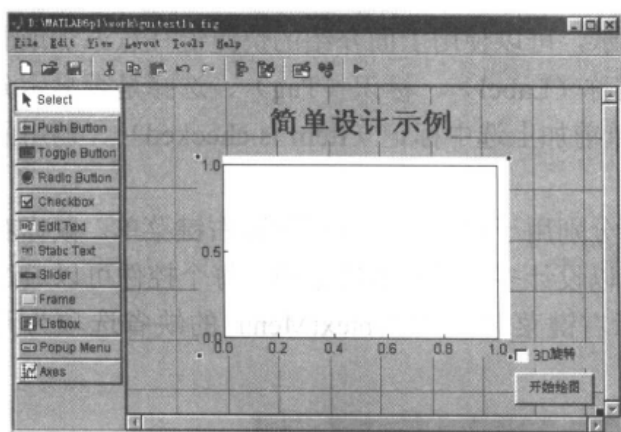 D:\MATLAB6p1\work\guitest1a.fig
File Edit View Layout Tools Help
Select
Push Button
Toggle Button
Radio Button
Checkbox
Edit Text
Static Text
Slider
Frame
Listbox
Popup Menu
Axes
简单设计示例
1.0
0.5
0.0
0.0 0.2 0.4 0.6 0.8 1.0
3D旋转
开始绘图